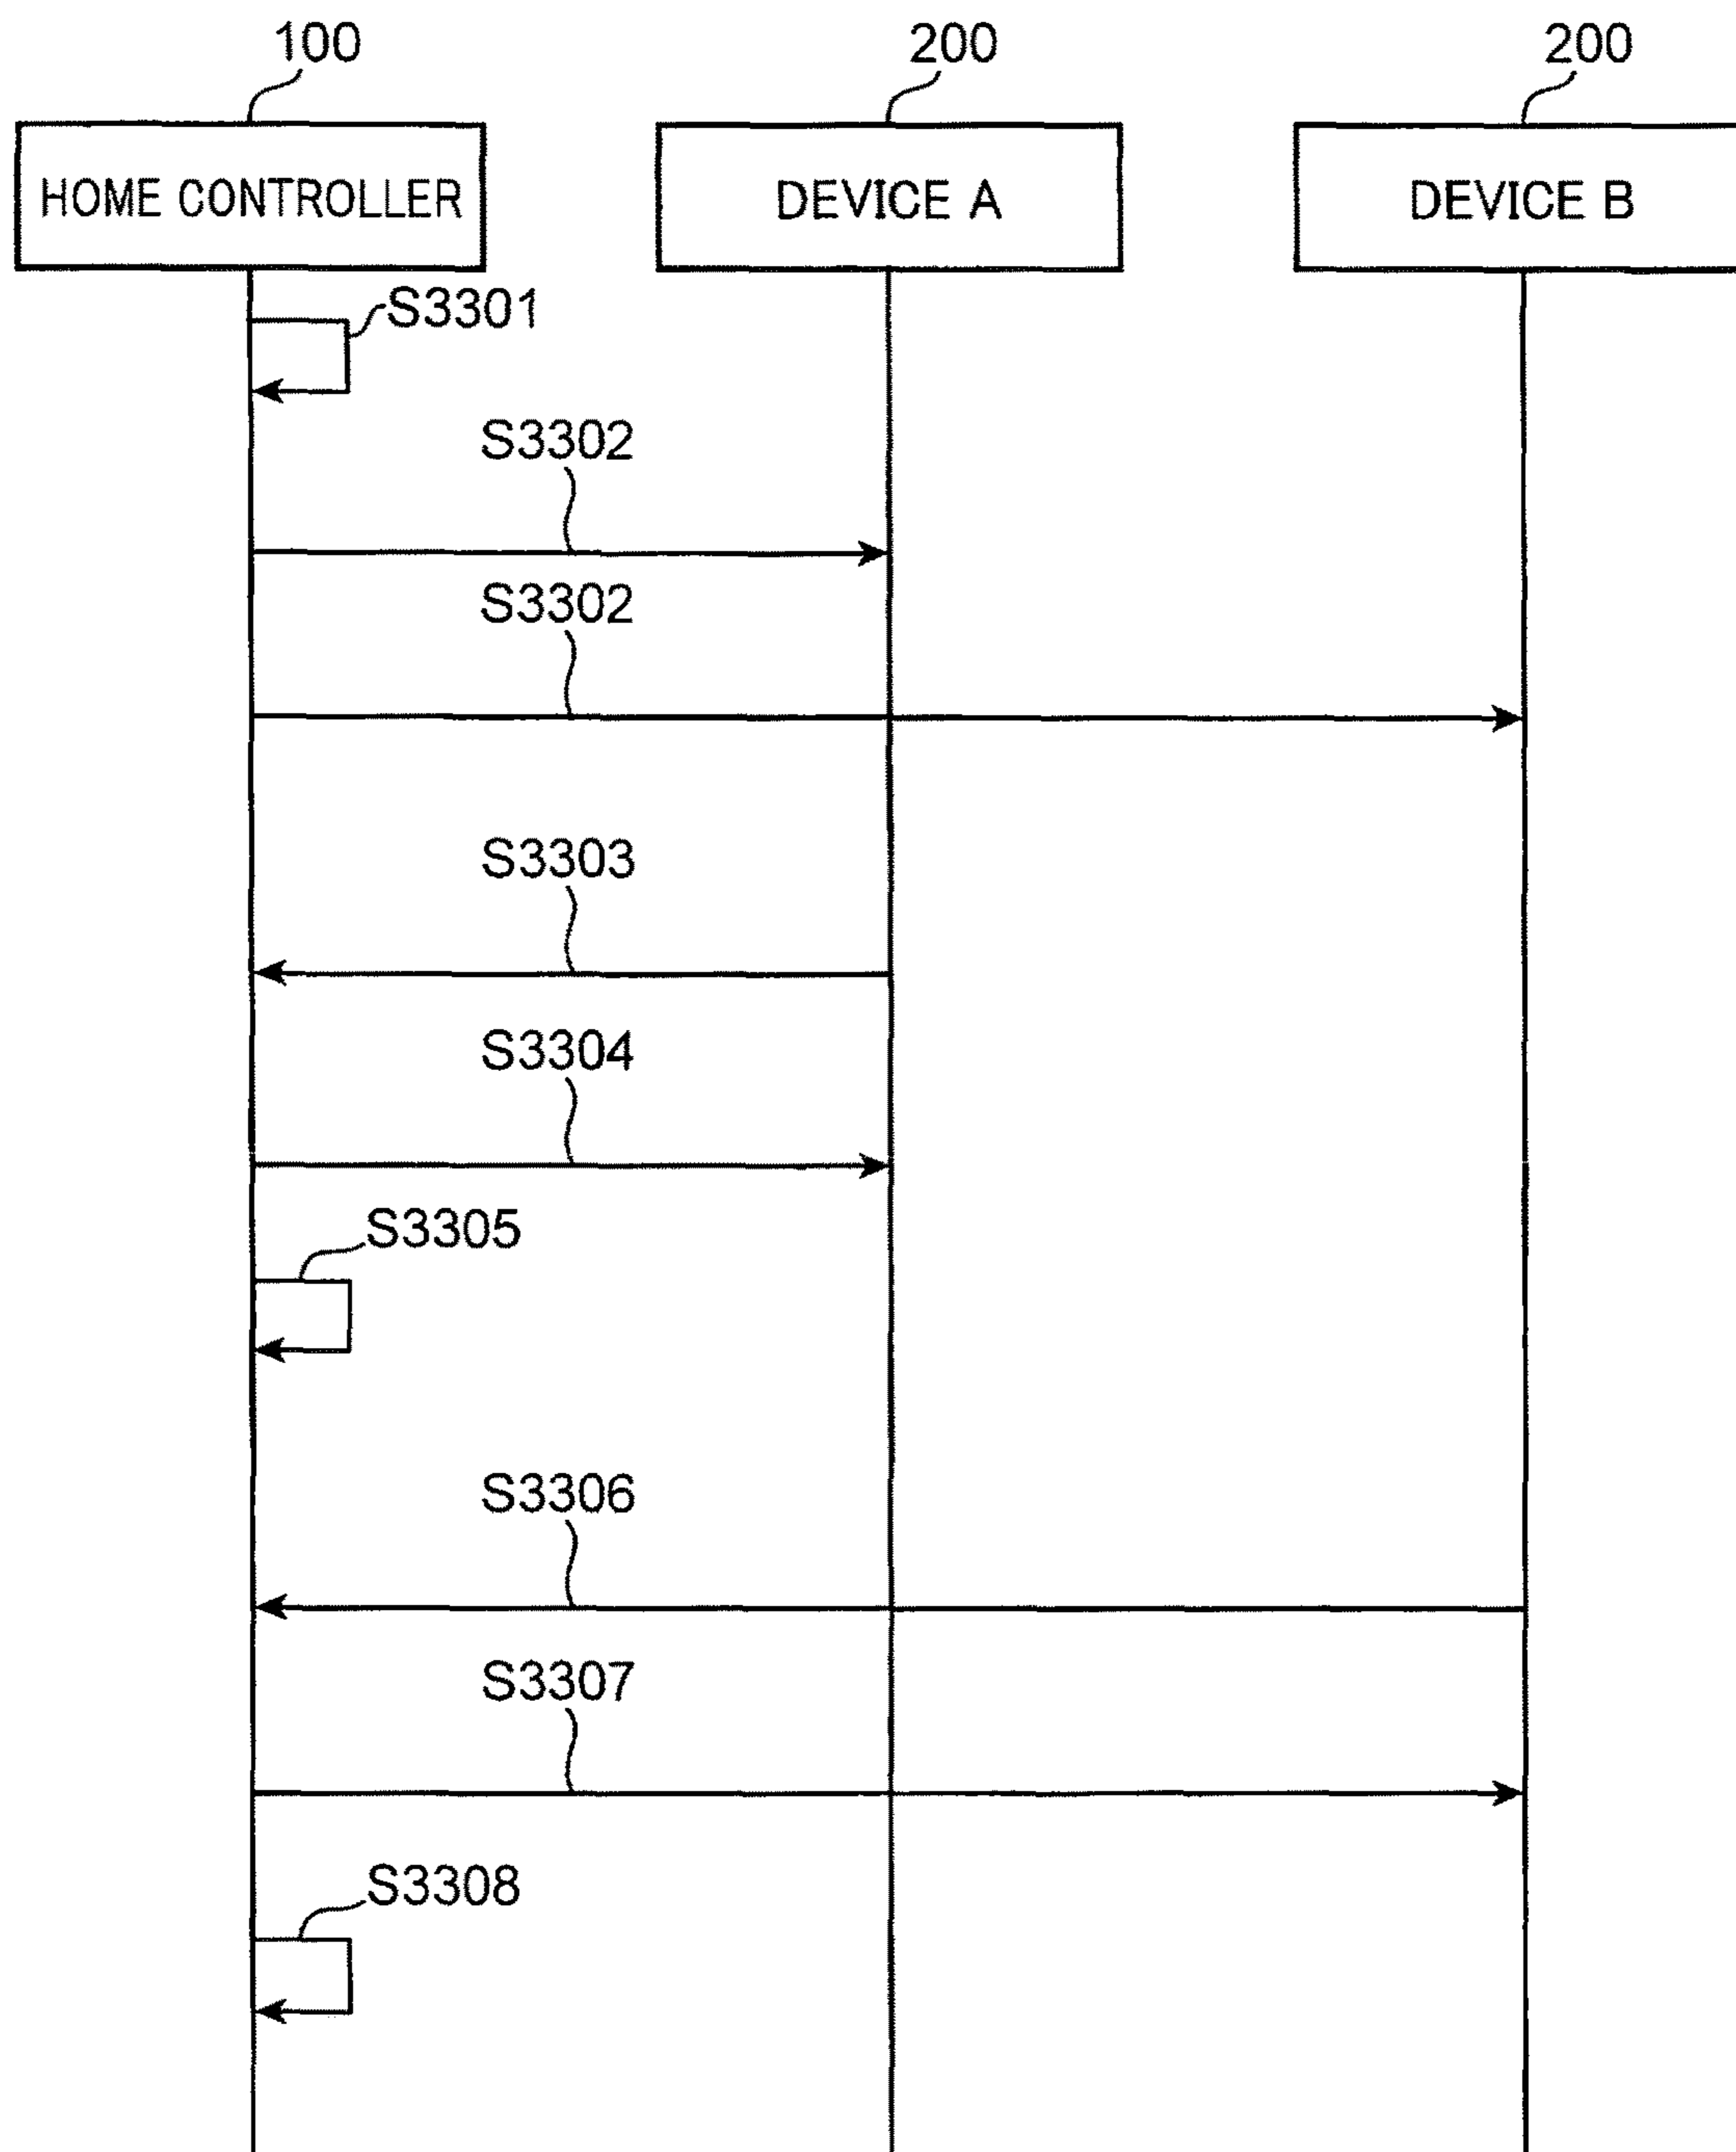 100
200
200
HOME CONTROLLER
DEVICE A
DEVICE B
S3301
S3302
S3302
S3303
S3304
S3305
S3306
S3307
S3308